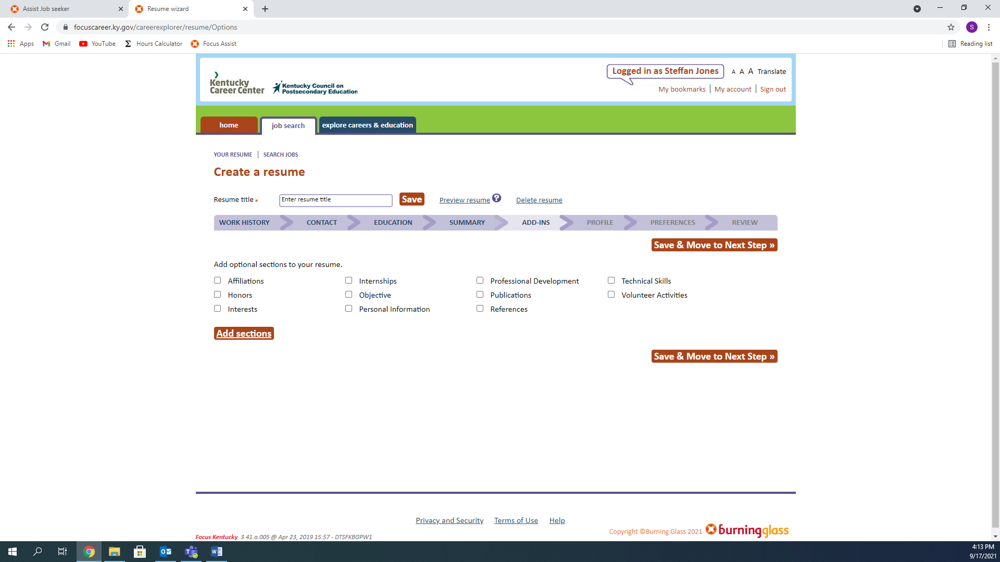 Assist Job seeker
Resume wizard
focuscareer.ky.gov/careerexplorer/resume/Options
S
Apps
Gmail
YouTube
Hours Calculator
Focus Assist
Reading list
Kentucky
Career Center
Kentucky Council on
Postsecondary Education
Logged in as Steffan Jones
A A A Translate
My bookmarks | My account | Sign out
home
job search
explore careers & education
YOUR RESUME | SEARCH JOBS
Create a resume
Resume title *
Enter resume title
Save
Preview resume ?
Delete resume
WORK HISTORY
CONTACT
EDUCATION
SUMMARY
ADD-INS
PROFILE
PREFERENCES
REVIEW
Save & Move to Next Step »
Add optional sections to your resume.
Affiliations
Internships
Professional Development
Technical Skills
Honors
Objective
Publications
Volunteer Activities
Interests
Personal Information
References
Add sections
Save & Move to Next Step »
Privacy and Security
Terms of Use
Help
Focus Kentucky 3.41.a.005 @ Apr 23, 2019 15:57 - DTSFKBGPW1
Copyright ©Burning Glass 2021
burningglass
4:13 PM
9/17/2021